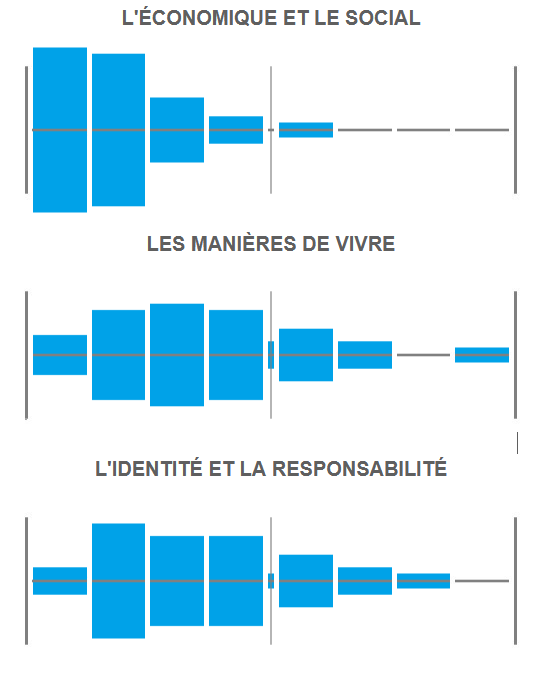 L'ÉCONOMIQUE ET LE SOCIAL
LES MANIÈRES DE VIVRE
L'IDENTITÉ ET LA RESPONSABILITÉ